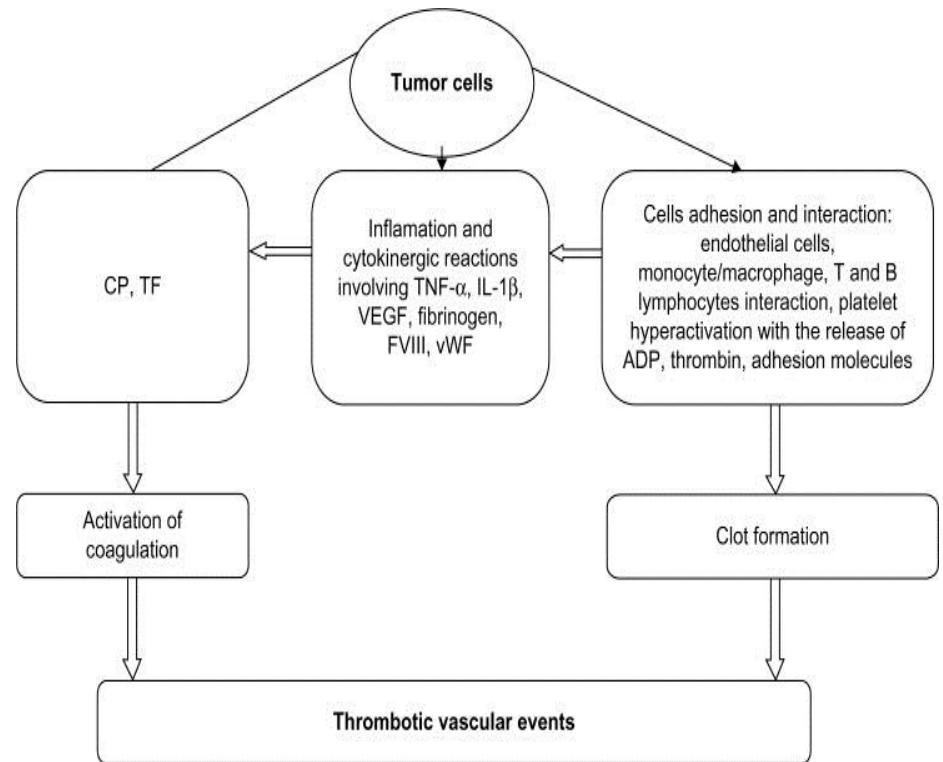 Tumor cells
CP, TF
Inflamation and
cytokinergic reactions
involving TNF-α, IL-1β,
VEGF, fibrinogen,
FVIII, vWF
Cells adhesion and interaction:
endothelial cells,
monocyte/macrophage, T and B
lymphocytes interaction, platelet
hyperactivation with the release of
ADP, thrombin, adhesion molecules
Activation of
coagulation
Clot formation
Thrombotic vascular events